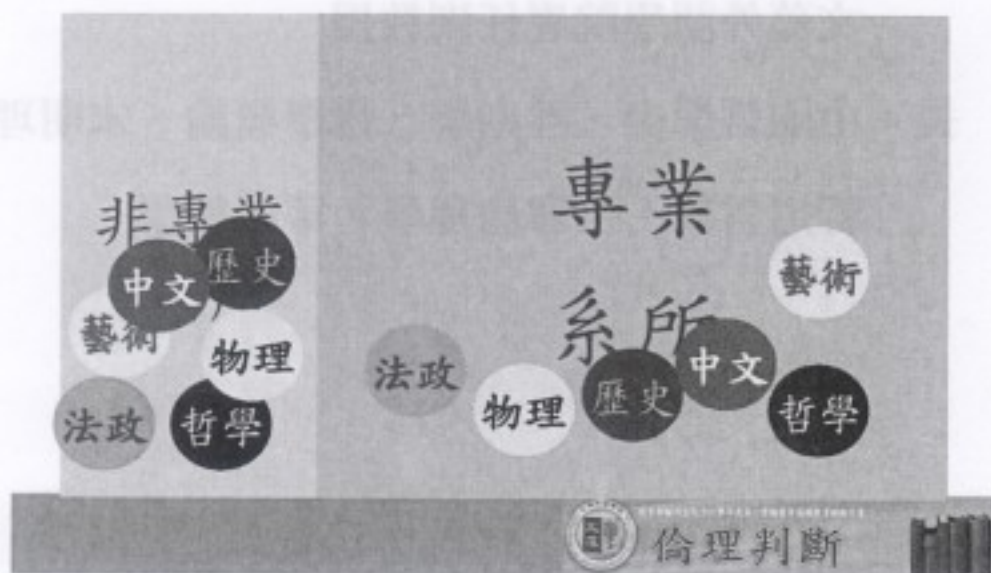 非專業
歷史
中文
藝術
物理
法政
哲學
專業
系所
藝術
法政
物理
歷史
中文
哲學
倫理判斷